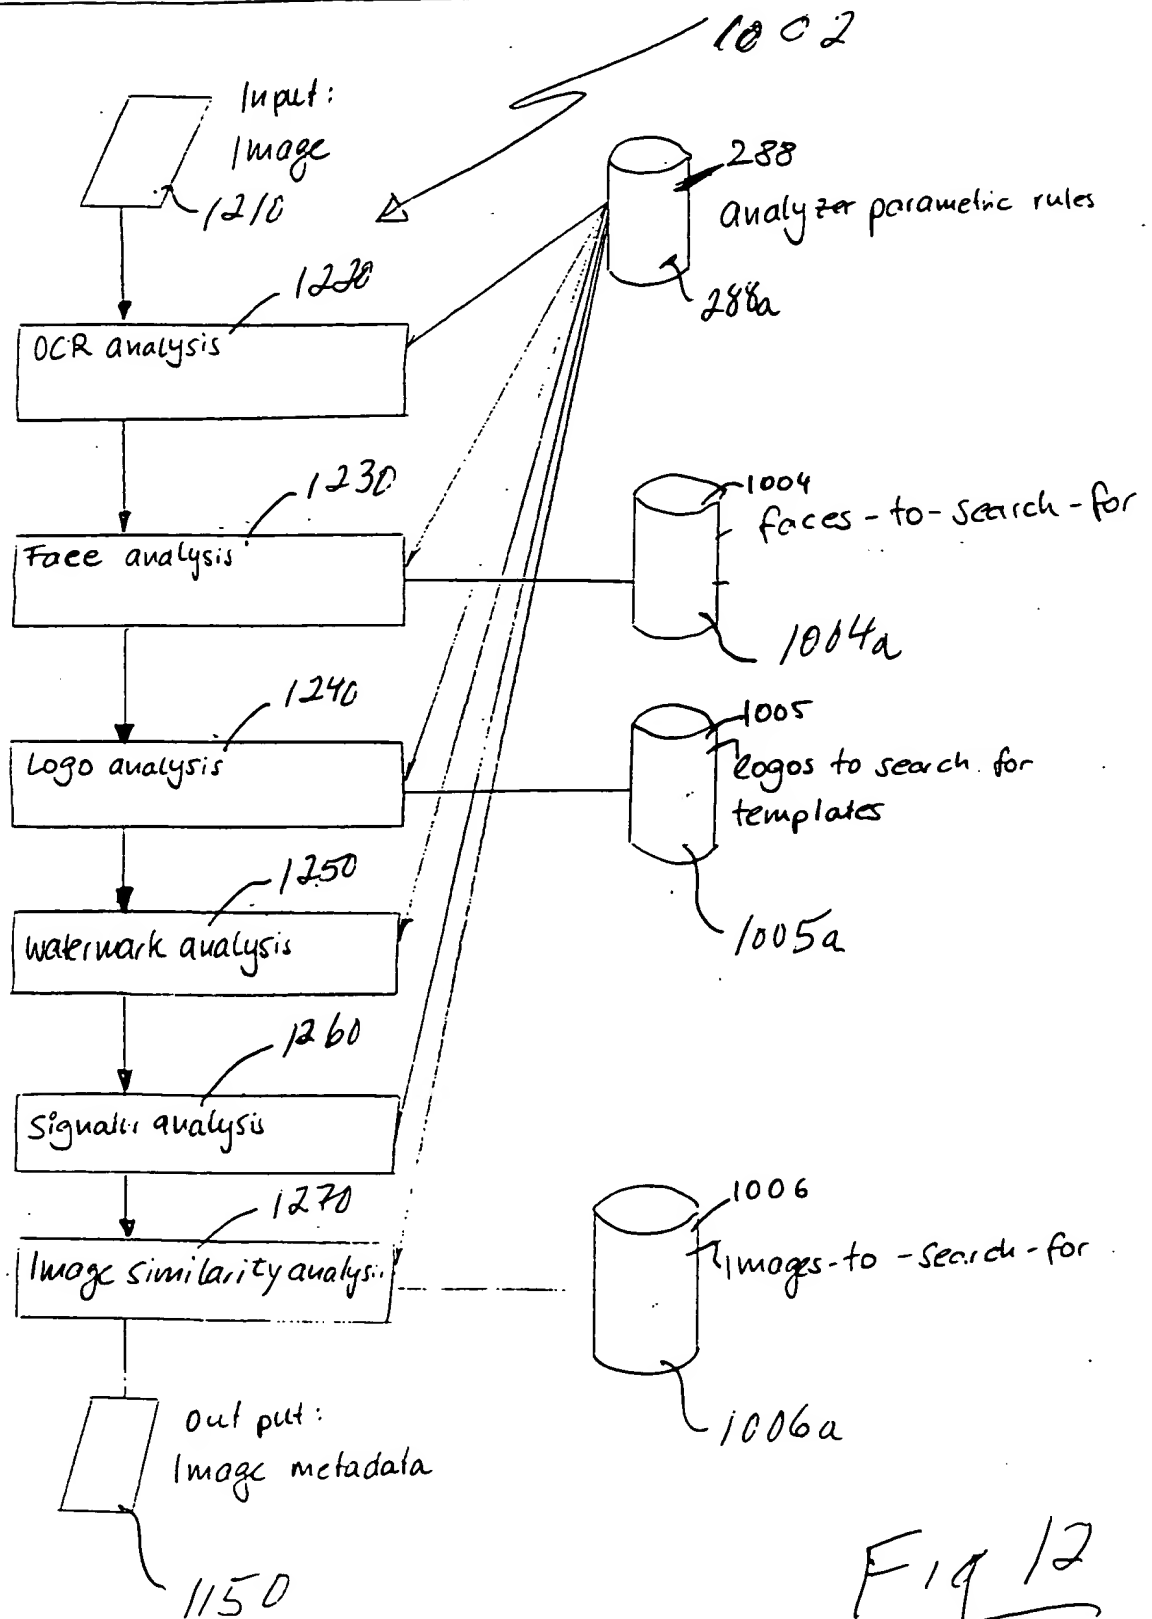 1002
Input:
Image
1210
288
analyzer parametric rules
288a
1220
OCR analysis
1230
Face analysis
1004
faces-to-search-for
1004a
1240
Logo analysis
1005
logos to search for
templates
1005a
1250
watermark analysis
1260
analysis
1270
Image similarity analysis
1006
Images-to-search-for
1006a
Output:
Image metadata
1150
Fig 12